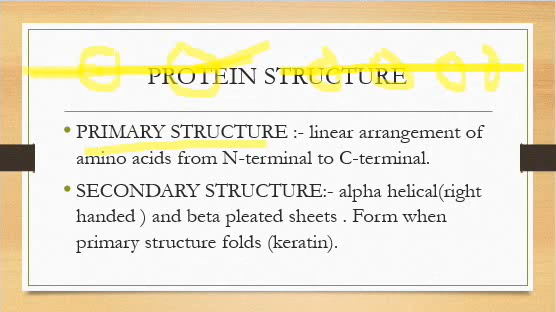 PROTEIN STRUCTURE
• PRIMARY STRUCTURE :- linear arrangement of
amino acids from N-terminal to C-terminal.
• SECONDARY STRUCTURE:- alpha helical(right
handed ) and beta pleated sheets . Form when
primary structure folds (keratin).